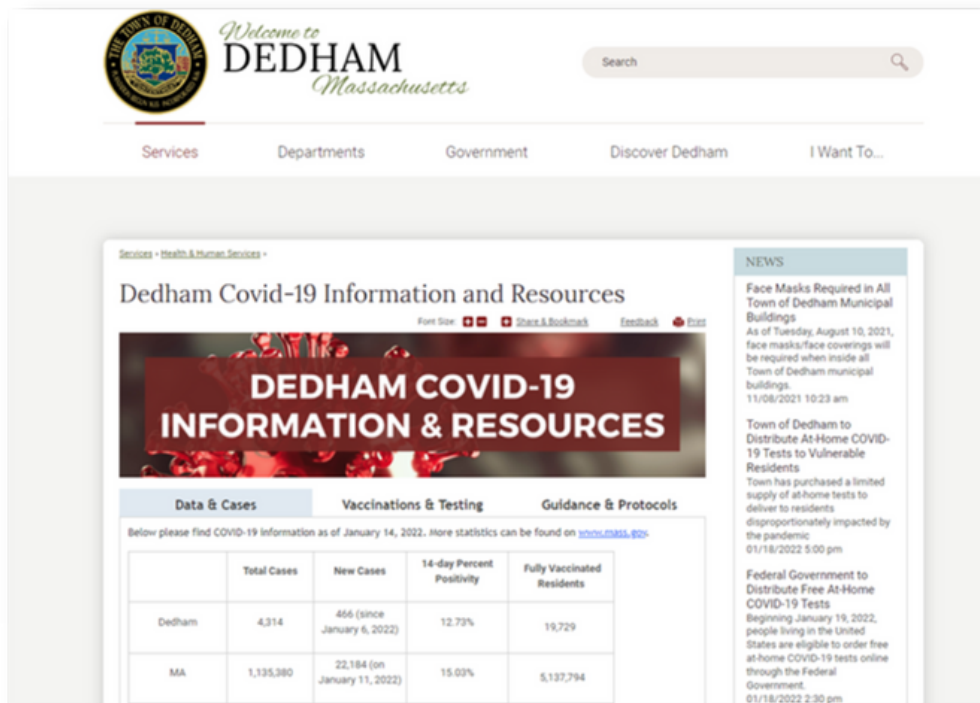 THE TOWN OF DEDHAM
Welcome to
DEDHAM
Massachusetts
Search
Services
Departments
Government
Discover Dedham
I Want To...
Services » Health & Human Services »
Dedham Covid-19 Information and Resources
Font Size:
Share & Bookmark
Feedback
Print
DEDHAM COVID-19
INFORMATION & RESOURCES
Data & Cases
Vaccinations & Testing
Guidance & Protocols
Below please find COVID-19 information as of January 14, 2022. More statistics can be found on www.mass.gov.
Total Cases
New Cases
14-day Percent
Positivity
Fully Vaccinated
Residents
Dedham
4,314
466 (since
January 6, 2022)
12.73%
19,729
MA
1,135,380
22,184 (on
January 11, 2022)
15.03%
5,137,794
NEWS
Face Masks Required in All
Town of Dedham Municipal
Buildings
As of Tuesday, August 10, 2021,
face masks/face coverings will
be required when inside all
Town of Dedham municipal
buildings.
11/08/2021 10:23 am
Town of Dedham to
Distribute At-Home COVID-
19 Tests to Vulnerable
Residents
Town has purchased a limited
supply of at-home tests to
deliver to residents
disproportionately impacted by
the pandemic
01/18/2022 5:00 pm
Federal Government to
Distribute Free At-Home
COVID-19 Tests
Beginning January 19, 2022,
people living in the United
States are eligible to order free
at-home COVID-19 tests online
through the Federal
Government.
01/18/2022 2:30 pm